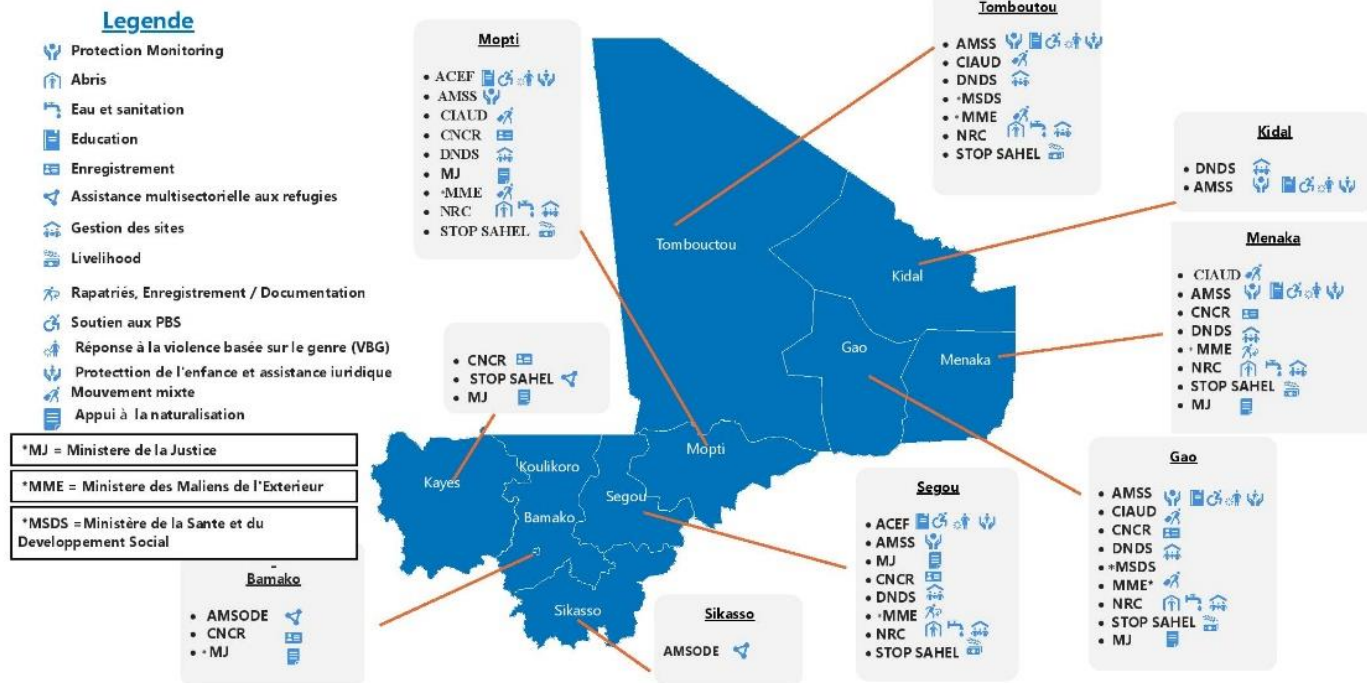 Legende
Protection Monitoring
Abris
Eau et sanitation
Education
Enregistrement
Assistance multisectorielle aux refugies
Gestion des sites
Livelihood
Rapatriés, Enregistrement / Documentation
Soutien aux PBS
Réponse à la violence basée sur le genre (VBG)
Protecttion de l'enfance et assistance iuridique
Mouvement mixte
Appui à la naturalisation
*MJ = Ministere de la Justice
*MME = Ministere des Maliens de l'Exterieur
*MSDS =Ministère de la Sante et du
Developpement Social
Mopti
• ACEF
• AMSS
• CIAUD
• CNCR
• DNDS
• MJ
• *MME
• NRC
• STOP SAHEL
Tomboutou
• AMSS
• CIAUD
• DNDS
• *MSDS
• *MME
• NRC
• STOP SAHEL
Kidal
• DNDS
• AMSS
Menaka
• CIAUD
• AMSS
• CNCR
• DNDS
• *MME
• NRC
• STOP SAHEL
• MJ
• CNCR
• STOP SAHEL
• MJ
Tombouctou
Kidal
Gao
Menaka
Mopti
Kayes
Koulikoro
Segou
Bamako
Sikasso
Gao
• AMSS
• CIAUD
• CNCR
• DNDS
• *MSDS
• MME*
• NRC
• STOP SAHEL
• MJ
Segou
• ACEF
• AMSS
• MJ
• CNCR
• DNDS
• *MME
• NRC
• STOP SAHEL
Bamako
• AMSODE
• CNCR
• *MJ
Sikasso
AMSODE